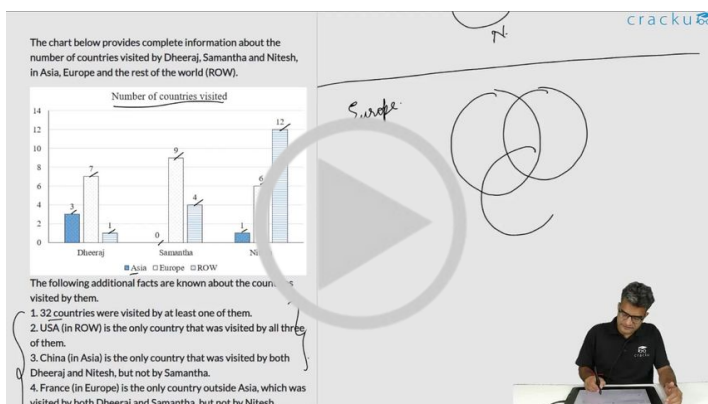 cracku
N.
The chart below provides complete information about the
number of countries visited by Dheeraj, Samantha and Nitesh,
in Asia, Europe and the rest of the world (ROW).
Number of countries visited
Europe.
14
12
10
8
6
4
2
0
3
7
1
0
9
4
1
6
12
Dheeraj
Samantha
Asia Europe ROW
The following additional facts are known about the
visited by them.
1. 32 countries were visited by at least one of them.
2. USA (in ROW) is the only country that was visited by all three
of them.
3. China (in Asia) is the only country that was visited by both
Dheeraj and Nitesh, but not by Samantha.
4. France (in Europe) is the only country outside Asia, which was
visited by both Dheeraj and Samantha, but not by Nitesh.